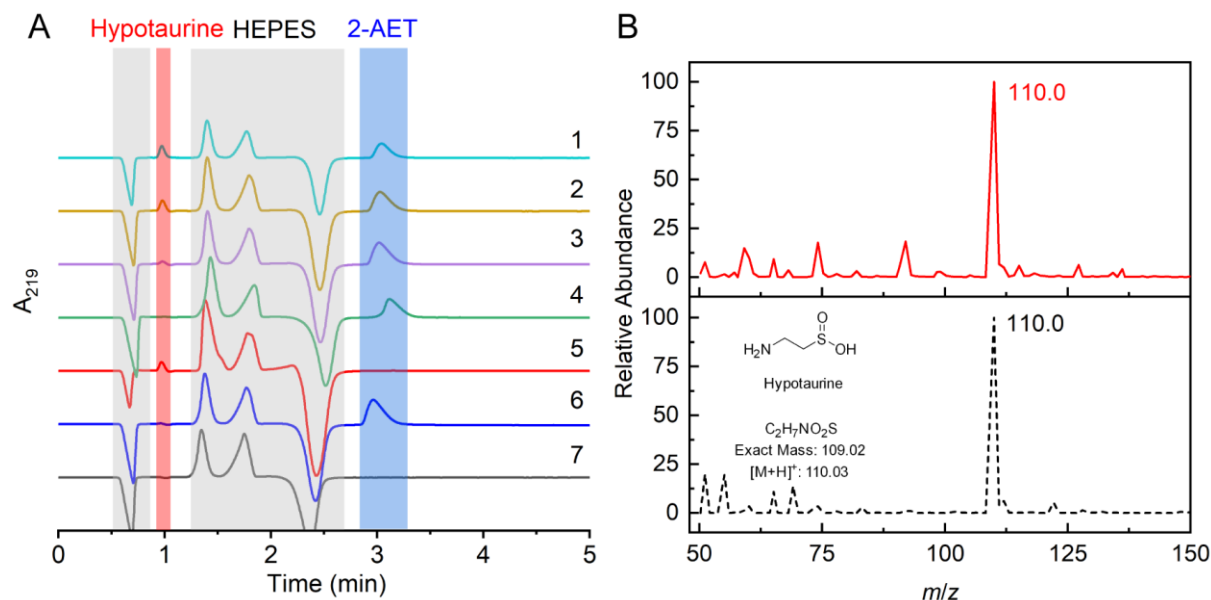 A
Hypotaurine HEPES 2-AET
1
2
3
4
5
6
7
A₂₁₉
0 1 2 3 4 5
Time (min)
B
100
75
50
25
0
110.0
Relative Abundance
100
75
50
25
0
110.0
H₂N S O OH
Hypotaurine
C₂H₇NO₂S
Exact Mass: 109.02
[M+H]⁺: 110.03
50 75 100 125 150
m/z